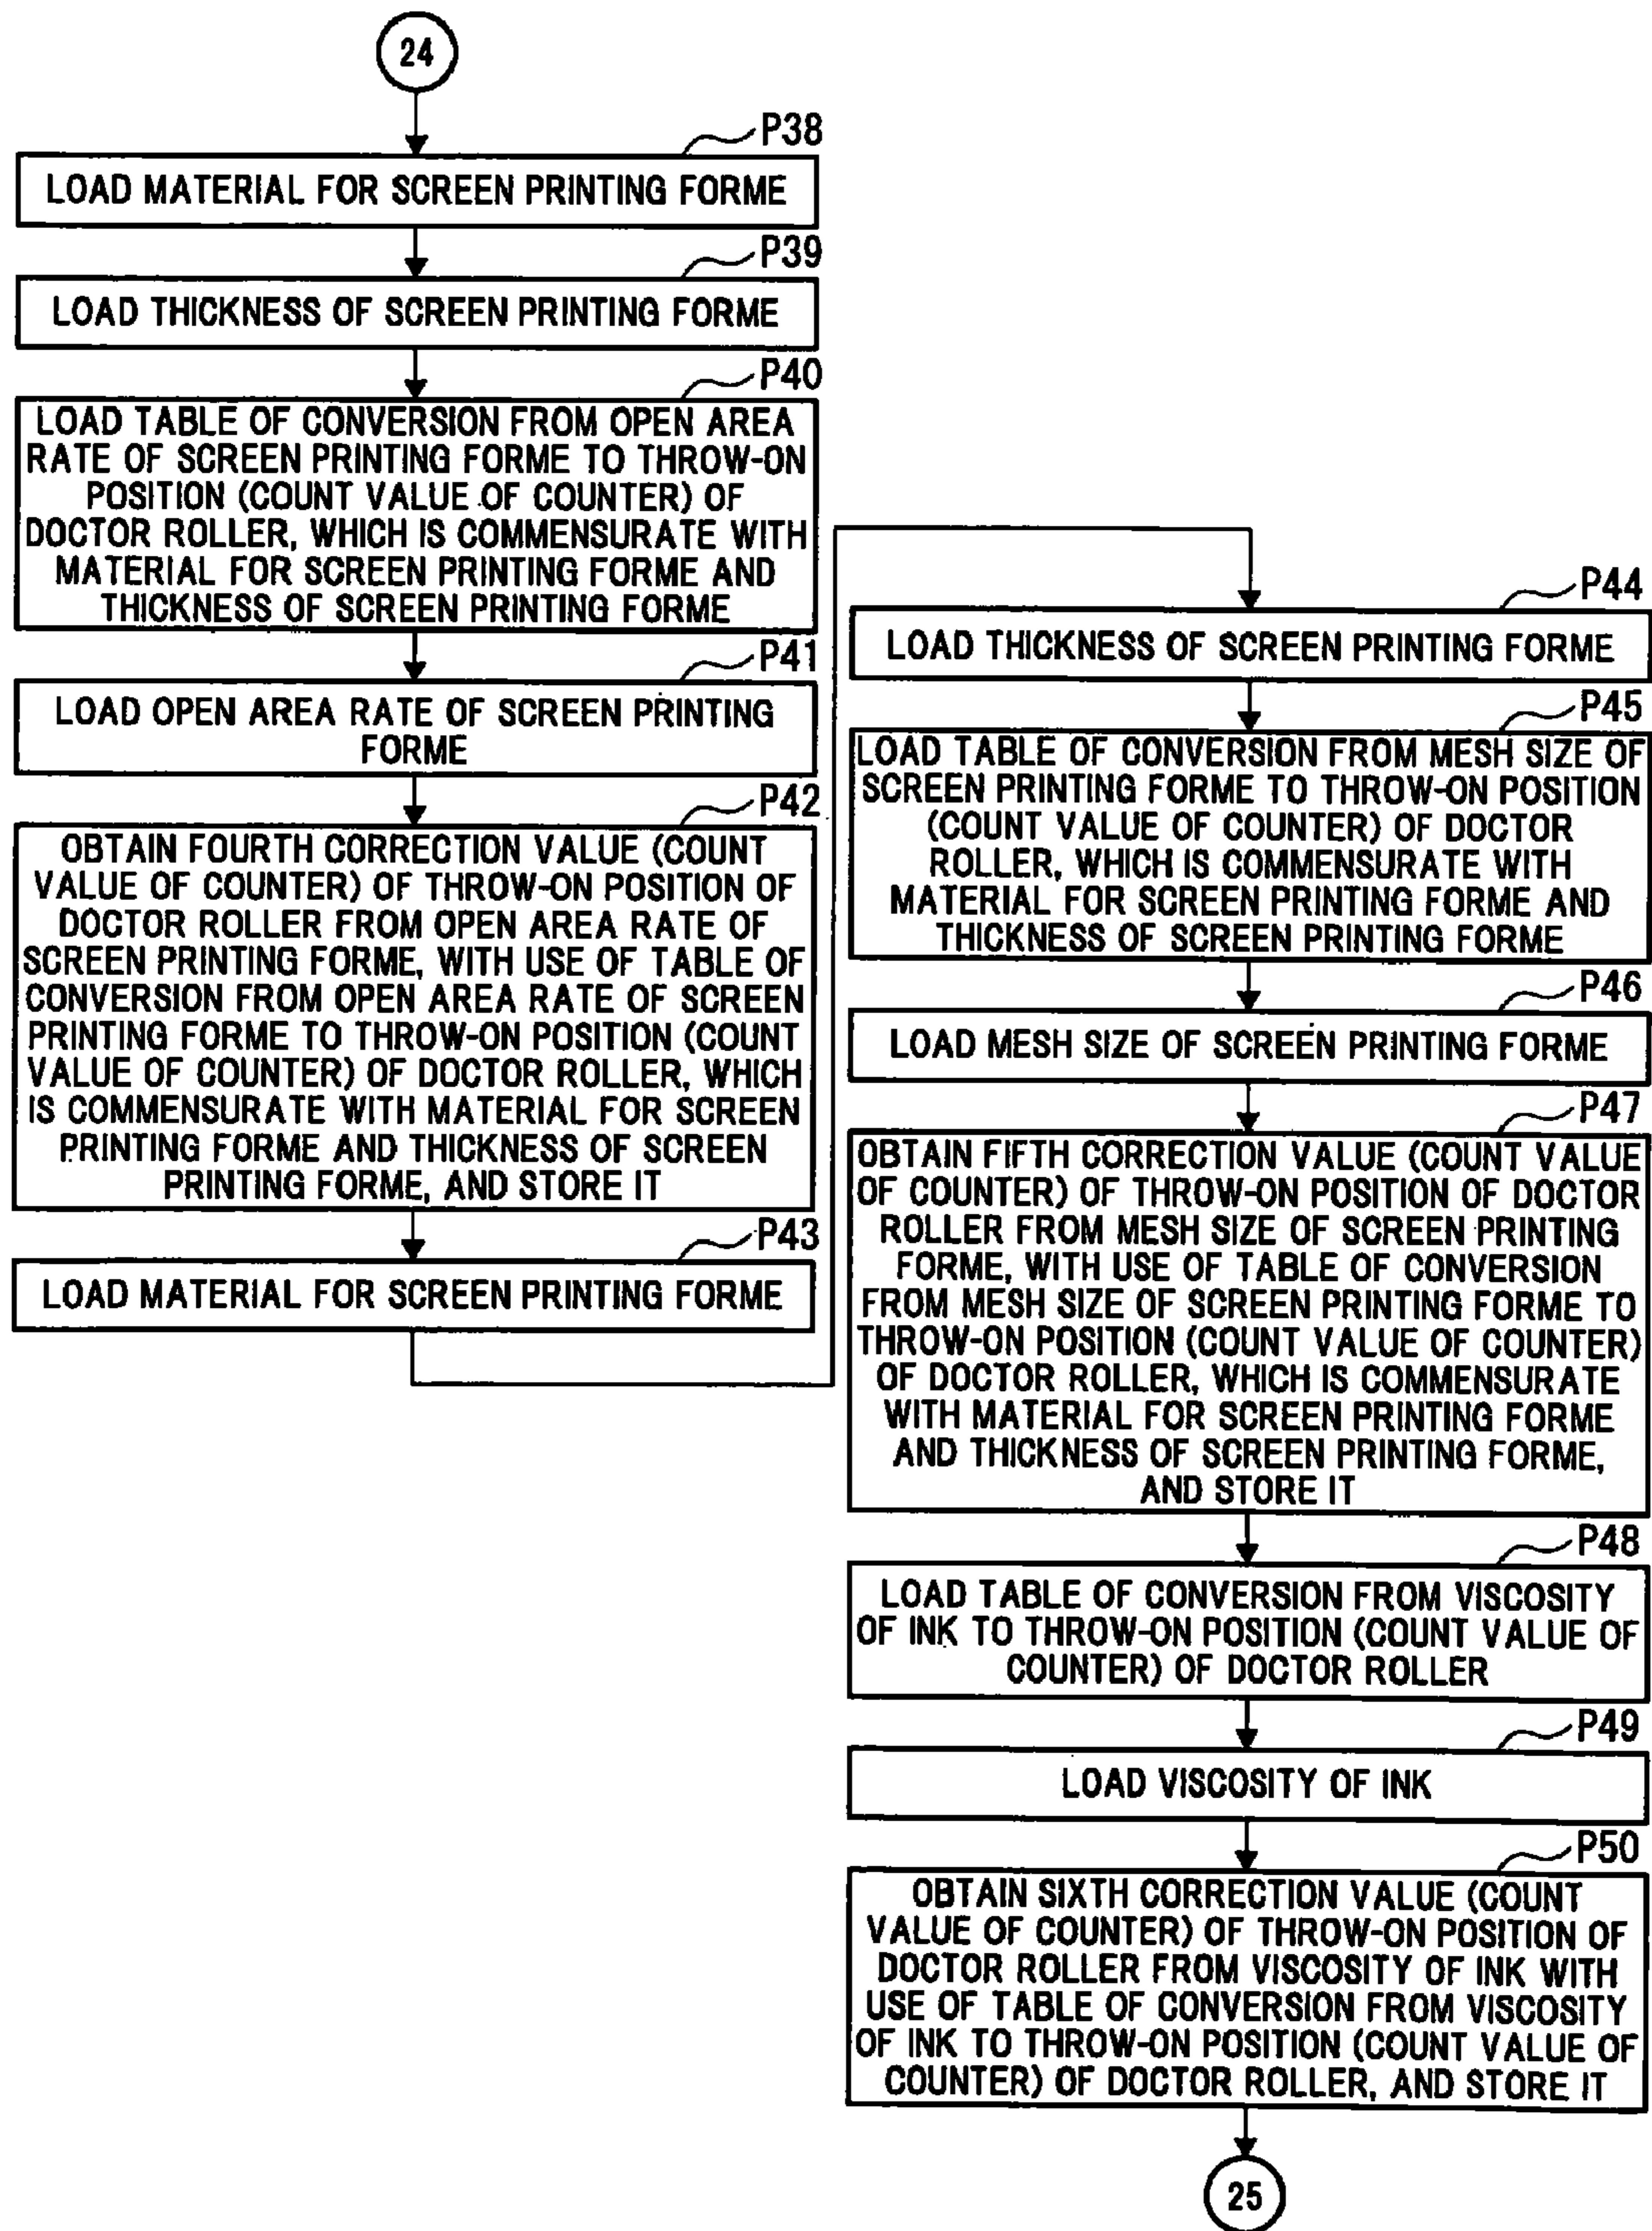 24
P38
LOAD MATERIAL FOR SCREEN PRINTING FORME
P39
LOAD THICKNESS OF SCREEN PRINTING FORME
P40
LOAD TABLE OF CONVERSION FROM OPEN AREA
RATE OF SCREEN PRINTING FORME TO THROW-ON
POSITION (COUNT VALUE OF COUNTER) OF
DOCTOR ROLLER, WHICH IS COMMENSURATE WITH
MATERIAL FOR SCREEN PRINTING FORME AND
THICKNESS OF SCREEN PRINTING FORME
P41
LOAD OPEN AREA RATE OF SCREEN PRINTING
FORME
P42
OBTAIN FOURTH CORRECTION VALUE (COUNT
VALUE OF COUNTER) OF THROW-ON POSITION OF
DOCTOR ROLLER FROM OPEN AREA RATE OF
SCREEN PRINTING FORME, WITH USE OF TABLE OF
CONVERSION FROM OPEN AREA RATE OF SCREEN
PRINTING FORME TO THROW-ON POSITION (COUNT
VALUE OF COUNTER) OF DOCTOR ROLLER, WHICH
IS COMMENSURATE WITH MATERIAL FOR SCREEN
PRINTING FORME AND THICKNESS OF SCREEN
PRINTING FORME, AND STORE IT
P43
LOAD MATERIAL FOR SCREEN PRINTING FORME
P44
LOAD THICKNESS OF SCREEN PRINTING FORME
P45
LOAD TABLE OF CONVERSION FROM MESH SIZE OF
SCREEN PRINTING FORME TO THROW-ON POSITION
(COUNT VALUE OF COUNTER) OF DOCTOR
ROLLER, WHICH IS COMMENSURATE WITH
MATERIAL FOR SCREEN PRINTING FORME AND
THICKNESS OF SCREEN PRINTING FORME
P46
LOAD MESH SIZE OF SCREEN PRINTING FORME
P47
OBTAIN FIFTH CORRECTION VALUE (COUNT VALUE
OF COUNTER) OF THROW-ON POSITION OF DOCTOR
ROLLER FROM MESH SIZE OF SCREEN PRINTING
FORME, WITH USE OF TABLE OF CONVERSION
FROM MESH SIZE OF SCREEN PRINTING FORME TO
THROW-ON POSITION (COUNT VALUE OF COUNTER)
OF DOCTOR ROLLER, WHICH IS COMMENSURATE
WITH MATERIAL FOR SCREEN PRINTING FORME
AND THICKNESS OF SCREEN PRINTING FORME,
AND STORE IT
P48
LOAD TABLE OF CONVERSION FROM VISCOSITY
OF INK TO THROW-ON POSITION (COUNT VALUE OF
COUNTER) OF DOCTOR ROLLER
P49
LOAD VISCOSITY OF INK
P50
OBTAIN SIXTH CORRECTION VALUE (COUNT
VALUE OF COUNTER) OF THROW-ON POSITION OF
DOCTOR ROLLER FROM VISCOSITY OF INK WITH
USE OF TABLE OF CONVERSION FROM VISCOSITY
OF INK TO THROW-ON POSITION (COUNT VALUE OF
COUNTER) OF DOCTOR ROLLER, AND STORE IT
25